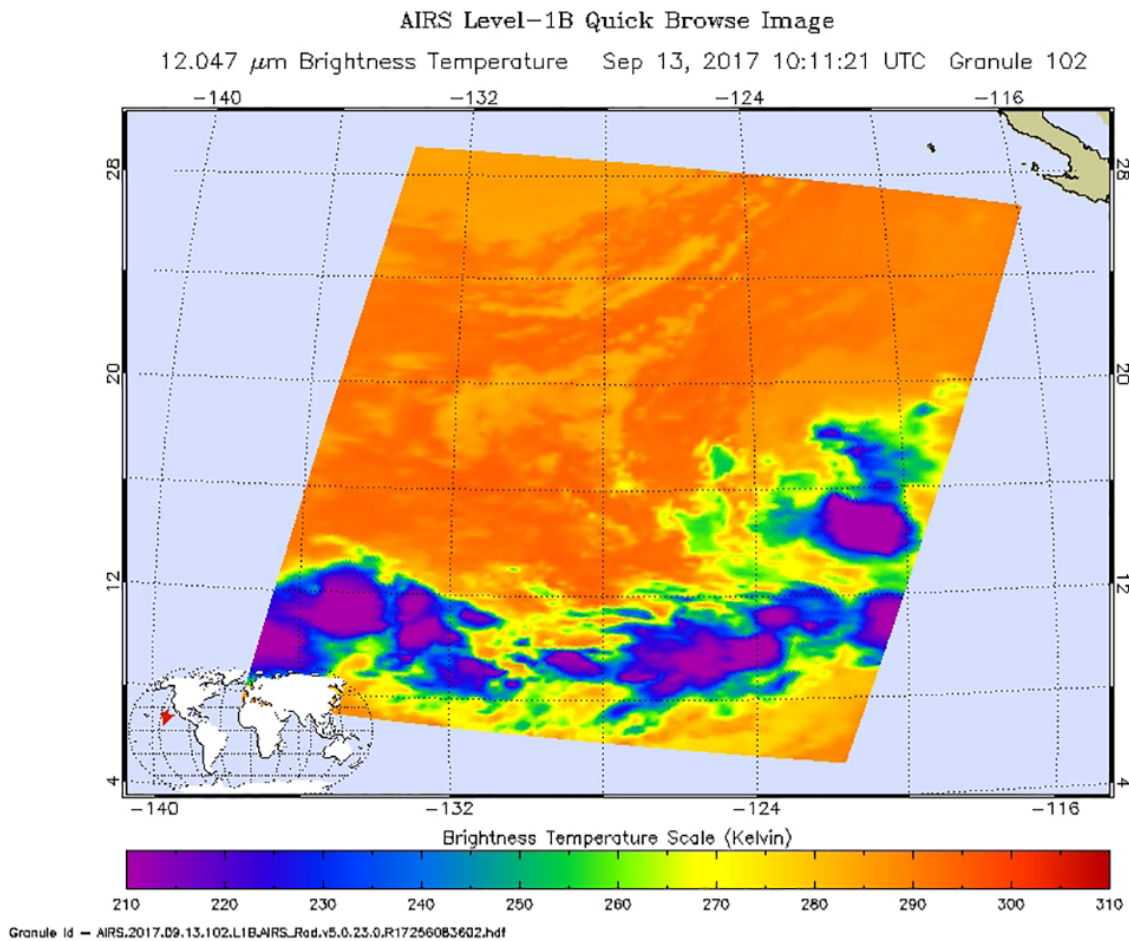 AIRS Level-1B Quick Browse Image
12.047 μm Brightness Temperature Sep 13, 2017 10:11:21 UTC Granule 102
-140 -132 -124 -116
28 28
20 20
12 12
4 4
-140 -132 -124 -116
Brightness Temperature Scale (Kelvin)
210 220 230 240 250 260 270 280 290 300 310
Granule Id - AIRS.2017.09.13.102.L1B.AIRS_Rad.v5.0.23.0.R17256083602.hdf